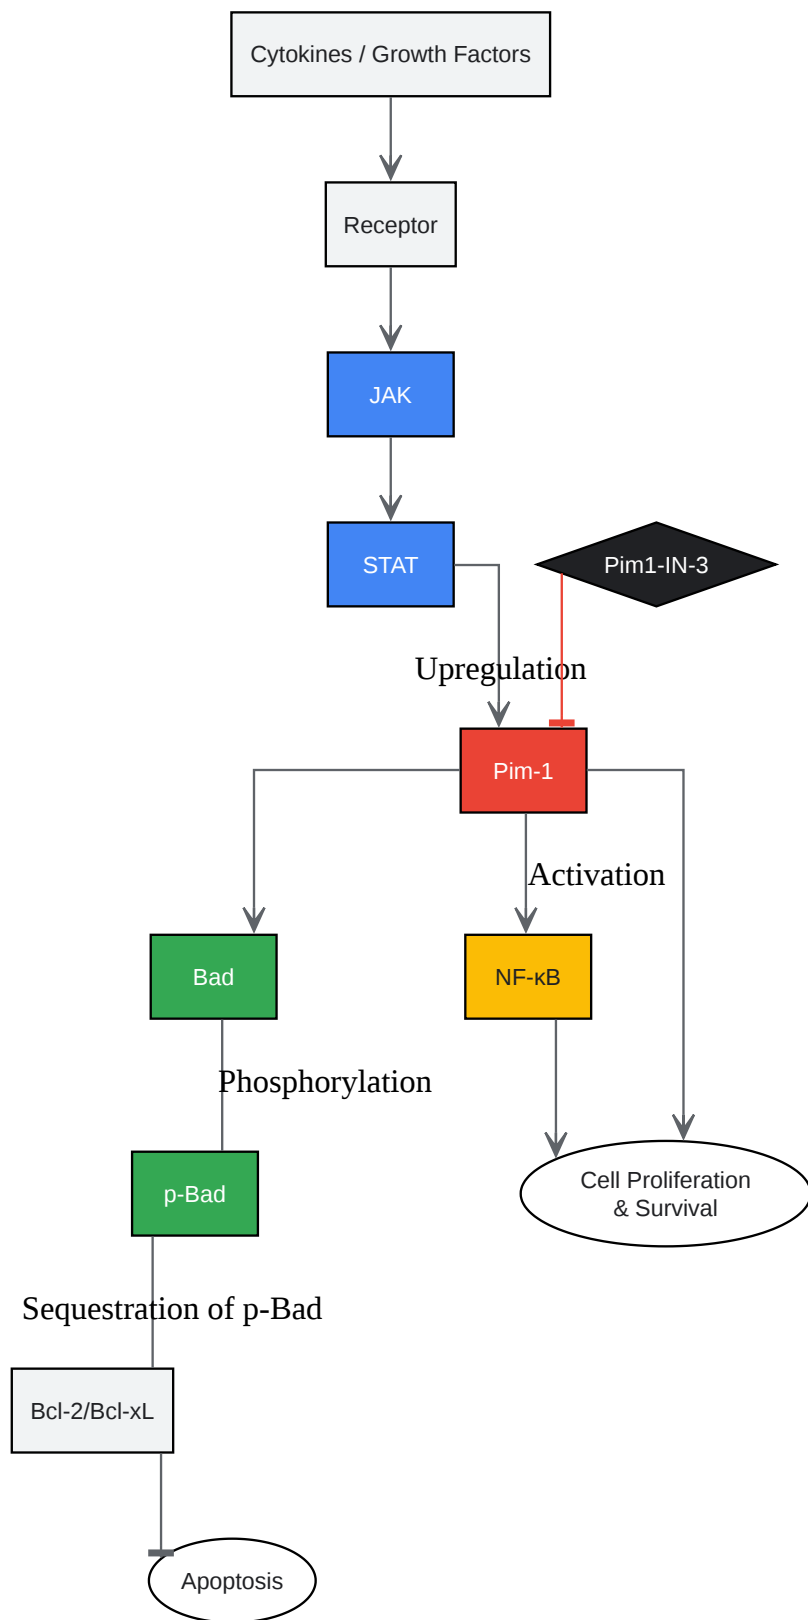 Cytokines / Growth Factors
Receptor
JAK
STAT
Pim1-IN-3
Upregulation
Pim-1
Activation
Bad
NF-κB
Phosphorylation
p-Bad
Cell Proliferation
& Survival
Sequestration of p-Bad
Bcl-2/Bcl-xL
Apoptosis